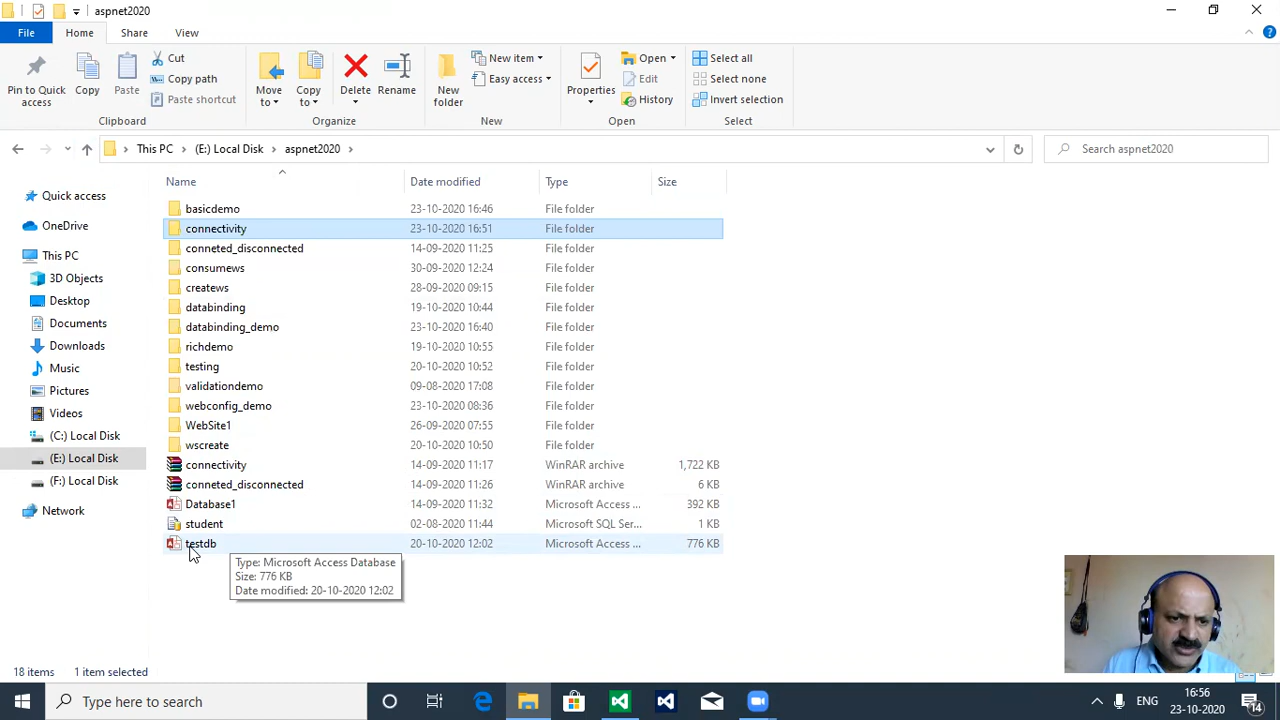 aspnet2020
File Home Share View
Pin to Quick access
Copy
Paste
Cut
Copy path
Paste shortcut
Clipboard
Move to
Copy to
Delete
Rename
Organize
New folder
New item
Easy access
New
Properties
Open
Edit
History
Open
Select all
Select none
Invert selection
Select
This PC (E:) Local Disk aspnet2020
Search aspnet2020
Quick access
OneDrive
This PC
3D Objects
Desktop
Documents
Downloads
Music
Pictures
Videos
(C:) Local Disk
(E:) Local Disk
(F:) Local Disk
Network
Name Date modified Type Size
basicdemo 23-10-2020 16:46 File folder
connectivity 23-10-2020 16:51 File folder
conneted_disconnected 14-09-2020 11:25 File folder
consumews 30-09-2020 12:24 File folder
createws 28-09-2020 09:15 File folder
databinding 19-10-2020 10:44 File folder
databinding_demo 23-10-2020 16:40 File folder
richdemo 19-10-2020 10:55 File folder
testing 20-10-2020 10:52 File folder
validationdemo 09-08-2020 17:08 File folder
webconfig_demo 23-10-2020 08:36 File folder
WebSite1 26-09-2020 07:55 File folder
wscreate 20-10-2020 10:50 File folder
connectivity 14-09-2020 11:17 WinRAR archive 1,722 KB
conneted_disconnected 14-09-2020 11:26 WinRAR archive 6 KB
Database1 14-09-2020 11:32 Microsoft Access ... 392 KB
student 02-08-2020 11:44 Microsoft SQL Ser... 1 KB
testdb 20-10-2020 12:02 Microsoft Access ... 776 KB
Type: Microsoft Access Database
Size: 776 KB
Date modified: 20-10-2020 12:02
18 items 1 item selected
Type here to search
ENG
16:56
23-10-2020
14